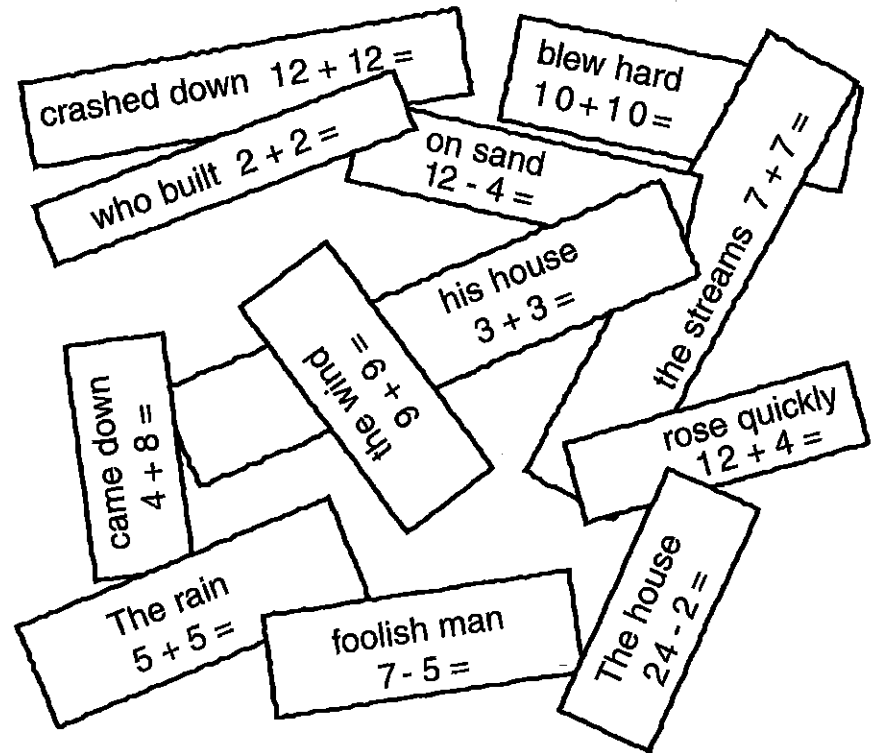 crashed down 12 + 12 =
blew hard
10 + 10 =
who built 2 + 2 =
on sand
12 - 4 =
the streams 7 + 7 =
his house
3 + 3 =
the wind
9 + 9 =
came down
4 + 8 =
rose quickly
12 + 4 =
The rain
5 + 5 =
foolish man
7 - 5 =
The house
24 - 2 =